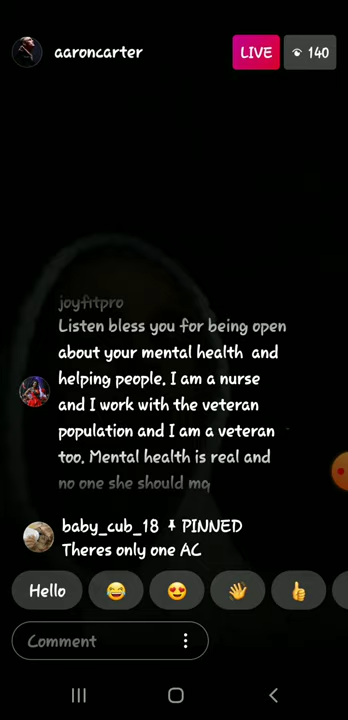 aaroncarter
LIVE
140
joyfitpro
Listen bless you for being open
about your mental health and
helping people. I am a nurse
and I work with the veteran
population and I am a veteran
too. Mental health is real and
no one she should ma
baby_cub_18 PINNED
Theres only one AC
Hello
Comment